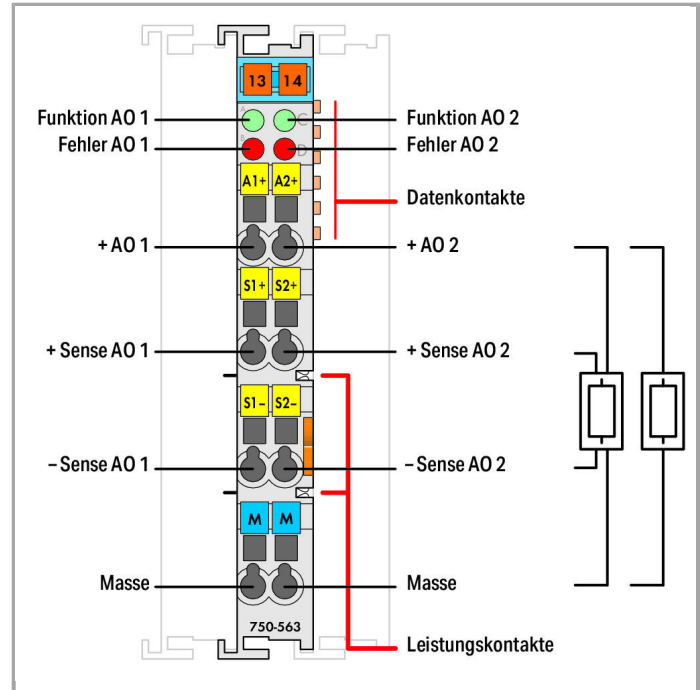 13 14
A C
Funktion AO 1
Funktion AO 2
B D
Fehler AO 1
Fehler AO 2
A1+ A2+
Datenkontakte
+ AO 1
+ AO 2
S1+ S2+
+ Sense AO 1
+ Sense AO 2
S1– S2–
– Sense AO 1
– Sense AO 2
M M
Masse
Masse
750-563
Leistungskontakte